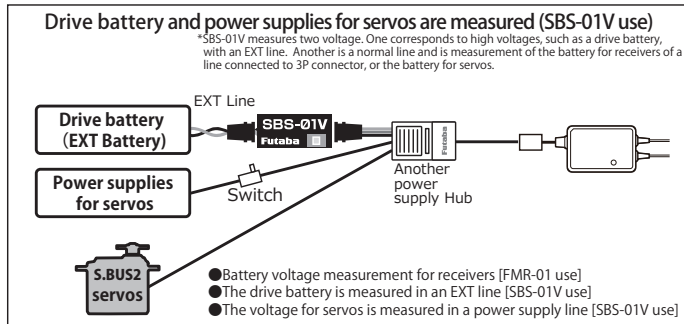 Drive battery and power supplies for servos are measured (SBS-01V use)
*SBS-01V measures two voltage. One corresponds to high voltages, such as a drive battery,
with an EXT line. Another is a normal line and is measurement of the battery for receivers of a
line connected to 3P connector, or the battery for servos.
EXT Line
Drive battery
(EXT Battery)
SBS-01V
Futaba
Futaba
Another
power
supply Hub
Power supplies
for servos
Switch
S.BUS2
servos
●Battery voltage measurement for receivers [FMR-01 use]
●The drive battery is measured in an EXT line [SBS-01V use]
●The voltage for servos is measured in a power supply line [SBS-01V use]